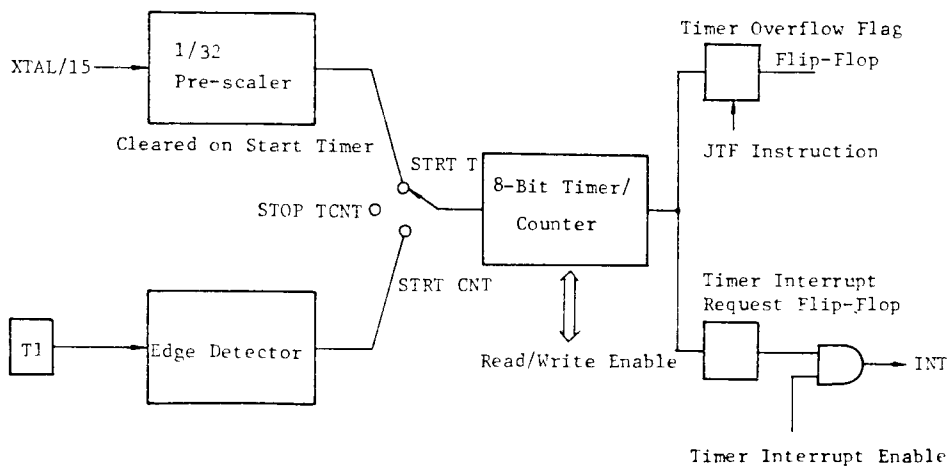 Timer Overflow Flag
Flip-Flop
XTAL/15
1/32
Pre-scaler
Cleared on Start Timer
JTF Instruction
STRT T
8-Bit Timer/
Counter
STOP TCNT
STRT CNT
Timer Interrupt
Request Flip-Flop
T1
Edge Detector
Read/Write Enable
INT
Timer Interrupt Enable